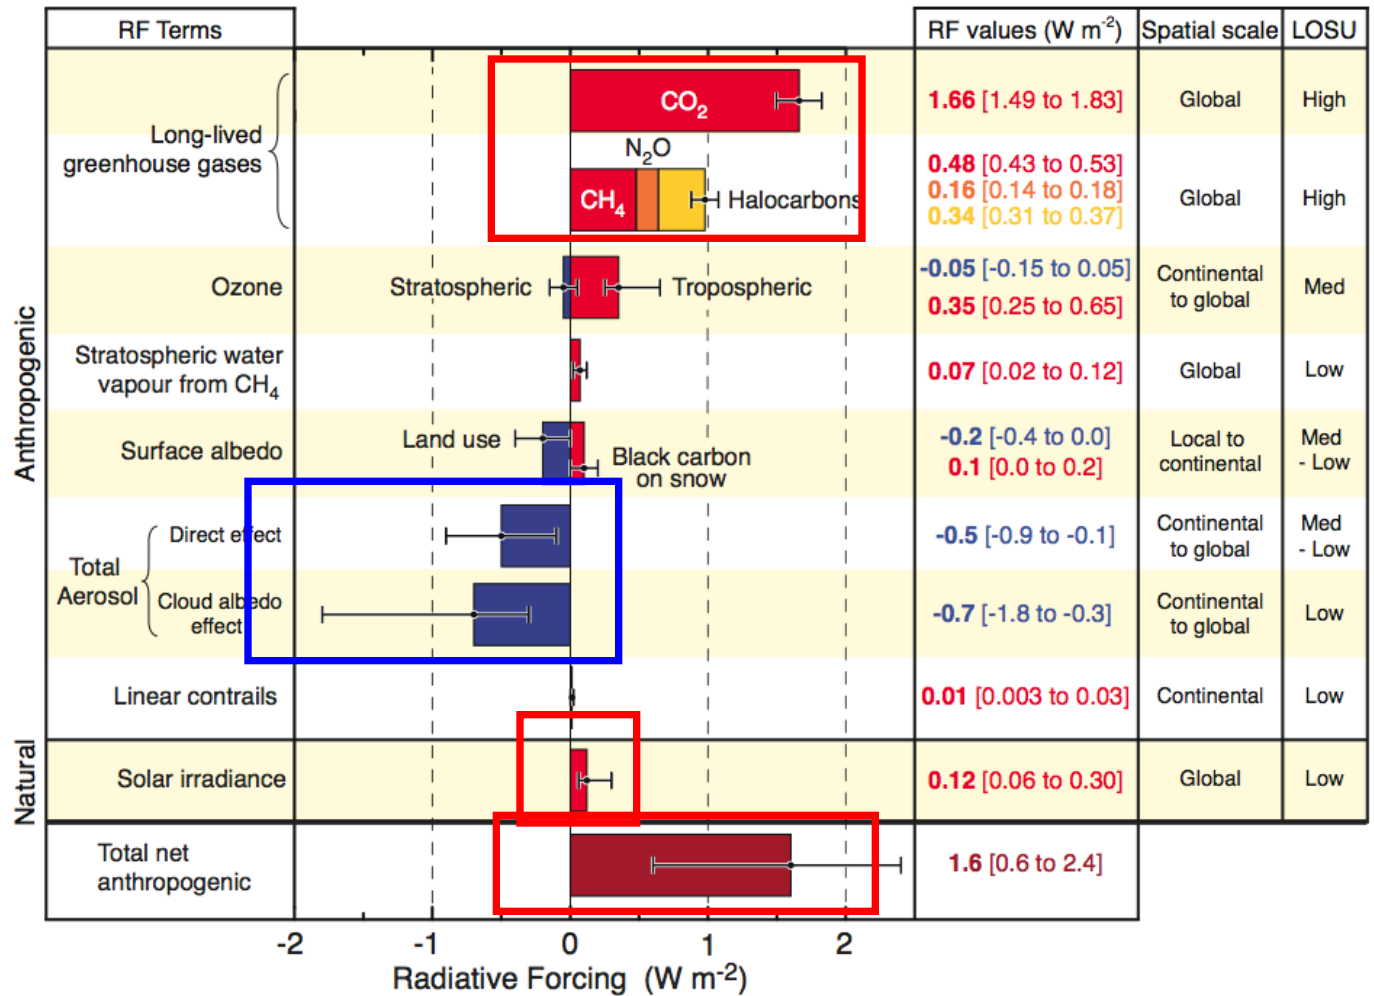 RF Terms
RF values (W m-2)
Spatial scale
LOSU
Anthropogenic
Long-lived
greenhouse gases
CO2
1.66 [1.49 to 1.83]
Global
High
N2O
CH4
Halocarbons
0.48 [0.43 to 0.53]
0.16 [0.14 to 0.18]
0.34 [0.31 to 0.37]
Global
High
Ozone
Stratospheric
Tropospheric
-0.05 [-0.15 to 0.05]
0.35 [0.25 to 0.65]
Continental
to global
Med
Stratospheric water
vapour from CH4
0.07 [0.02 to 0.12]
Global
Low
Surface albedo
Land use
Black carbon
on snow
-0.2 [-0.4 to 0.0]
0.1 [0.0 to 0.2]
Local to
continental
Med
- Low
Total
Aerosol
Direct effect
-0.5 [-0.9 to -0.1]
Continental
to global
Med
- Low
Cloud albedo
effect
-0.7 [-1.8 to -0.3]
Continental
to global
Low
Linear contrails
0.01 [0.003 to 0.03]
Continental
Low
Natural
Solar irradiance
0.12 [0.06 to 0.30]
Global
Low
Total net
anthropogenic
1.6 [0.6 to 2.4]
-2 -1 0 1 2
Radiative Forcing (W m-2)